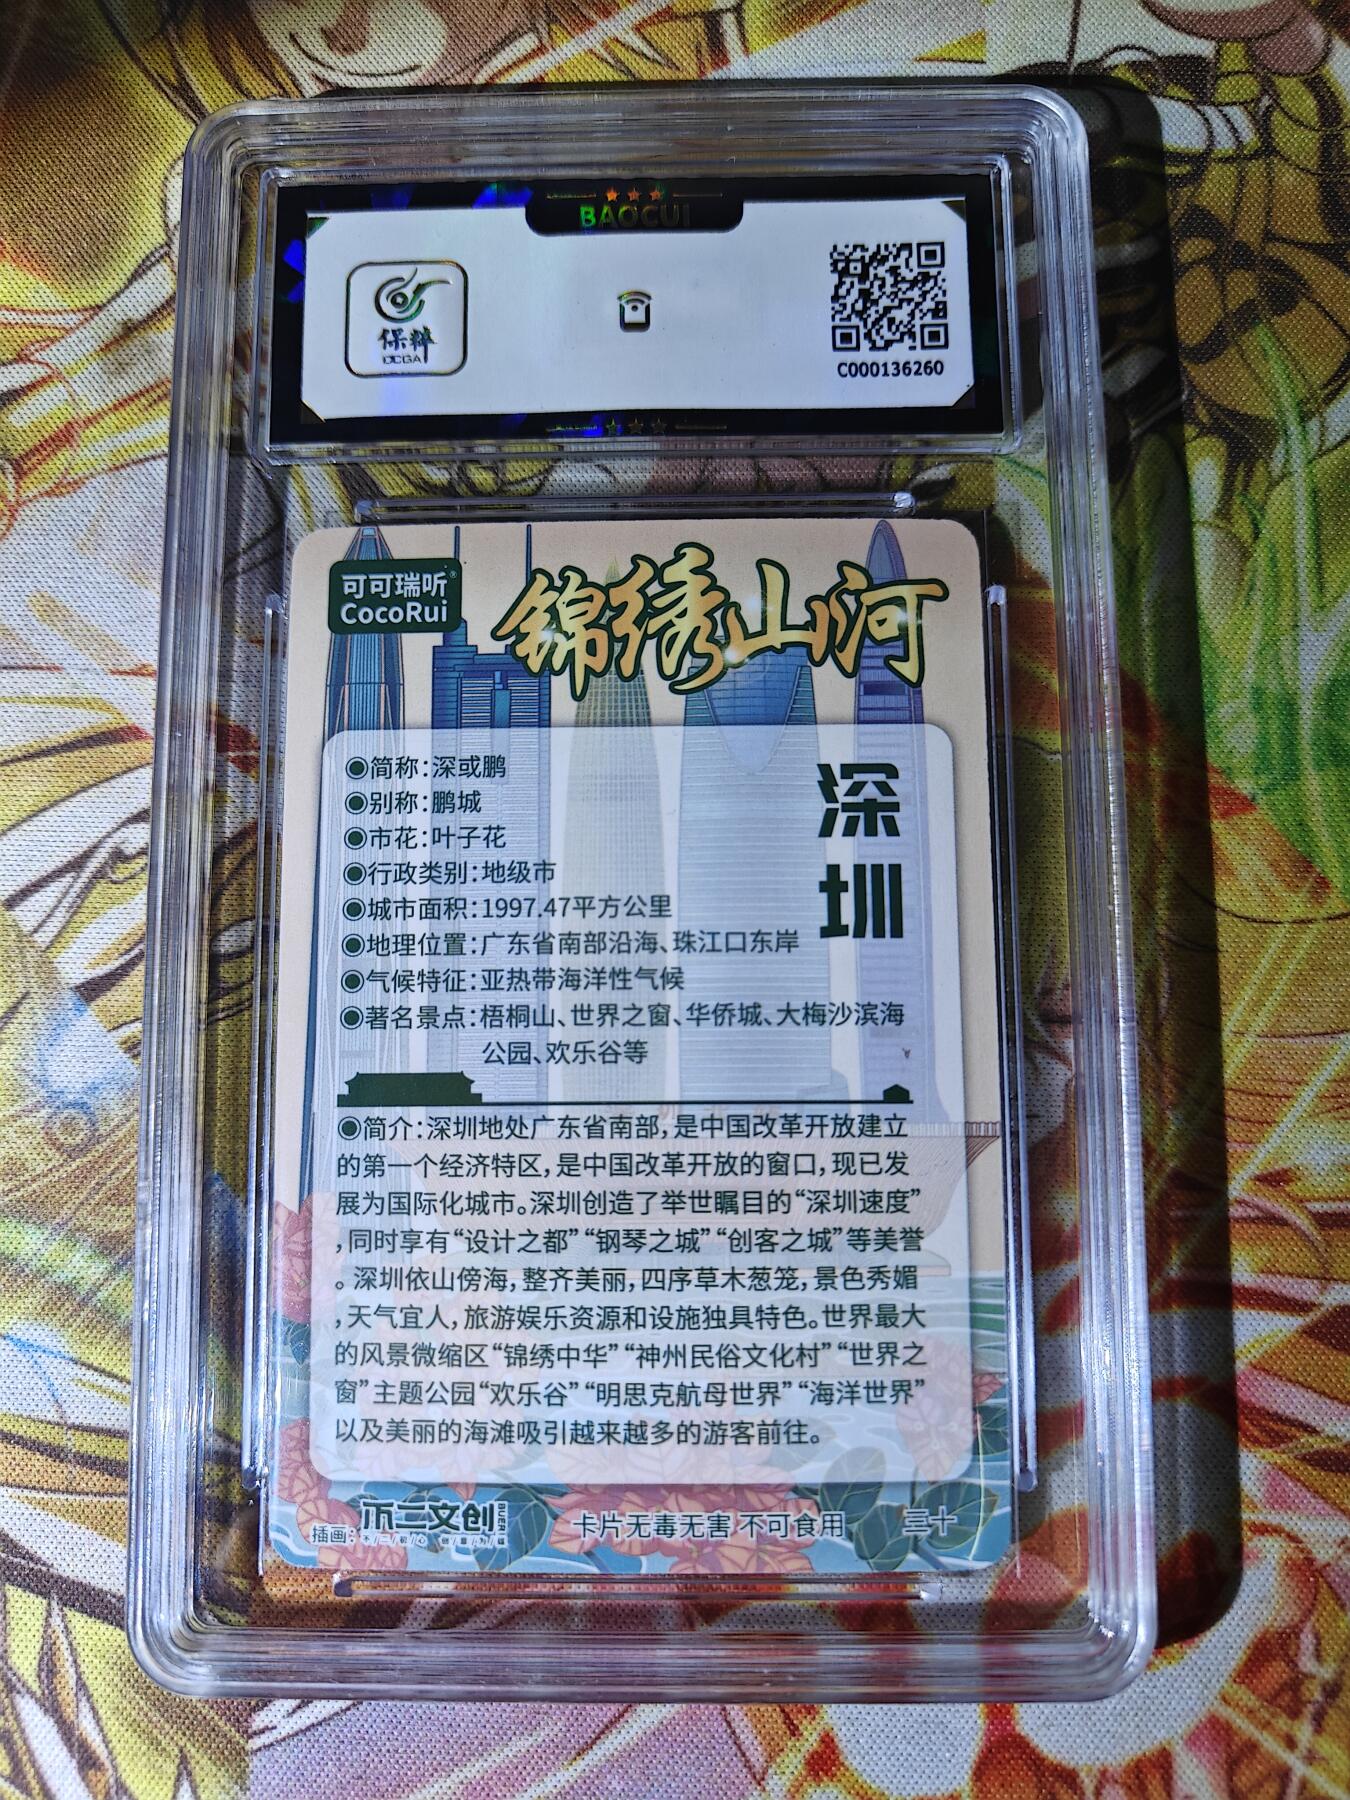 BAOCUI
保粹
CCGA
C000136260
可可瑞听®
CocoRui
锦绣山河
深圳
◉简称:深或鹏
◉别称:鹏城
◉市花:叶子花
◉行政类别:地级市
◉城市面积:1997.47平方公里
◉地理位置:广东省南部沿海、珠江口东岸
◉气候特征:亚热带海洋性气候
◉著名景点:梧桐山、世界之窗、华侨城、大梅沙滨海
公园、欢乐谷等
◉简介:深圳地处广东省南部,是中国改革开放建立
的第一个经济特区,是中国改革开放的窗口,现已发
展为国际化城市。深圳创造了举世瞩目的“深圳速度”
,同时享有“设计之都”“钢琴之城”“创客之城”等美誉
。深圳依山傍海,整齐美丽,四序草木葱笼,景色秀媚
,天气宜人,旅游娱乐资源和设施独具特色。世界最大
的风景微缩区“锦绣中华”“神州民俗文化村”“世界之
窗”主题公园“欢乐谷”“明思克航母世界”“海洋世界”
以及美丽的海滩吸引越来越多的游客前往。
插画:不二文创 BUER
卡片无毒无害 不可食用
三十